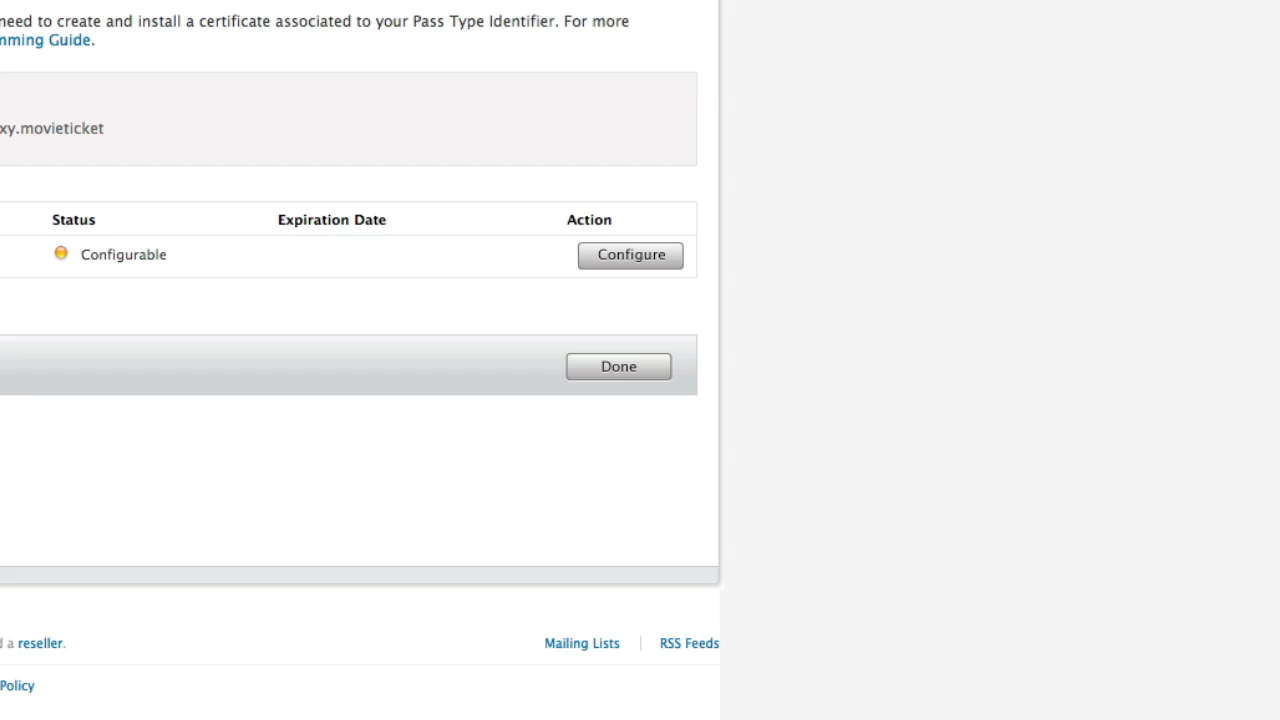 need to create and install a certificate associated to your Pass Type Identifier. For more
mming Guide.
xy.movieticket
Status Expiration Date Action
Configurable Configure
Done
d a reseller. Mailing Lists RSS Feeds
Policy